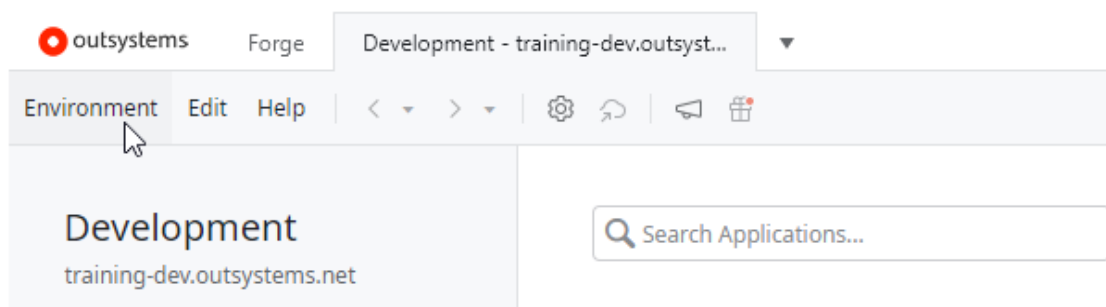 outsystems Forge Development - training-dev.outsyst...
Environment Edit Help
Development
training-dev.outsystems.net
Search Applications...